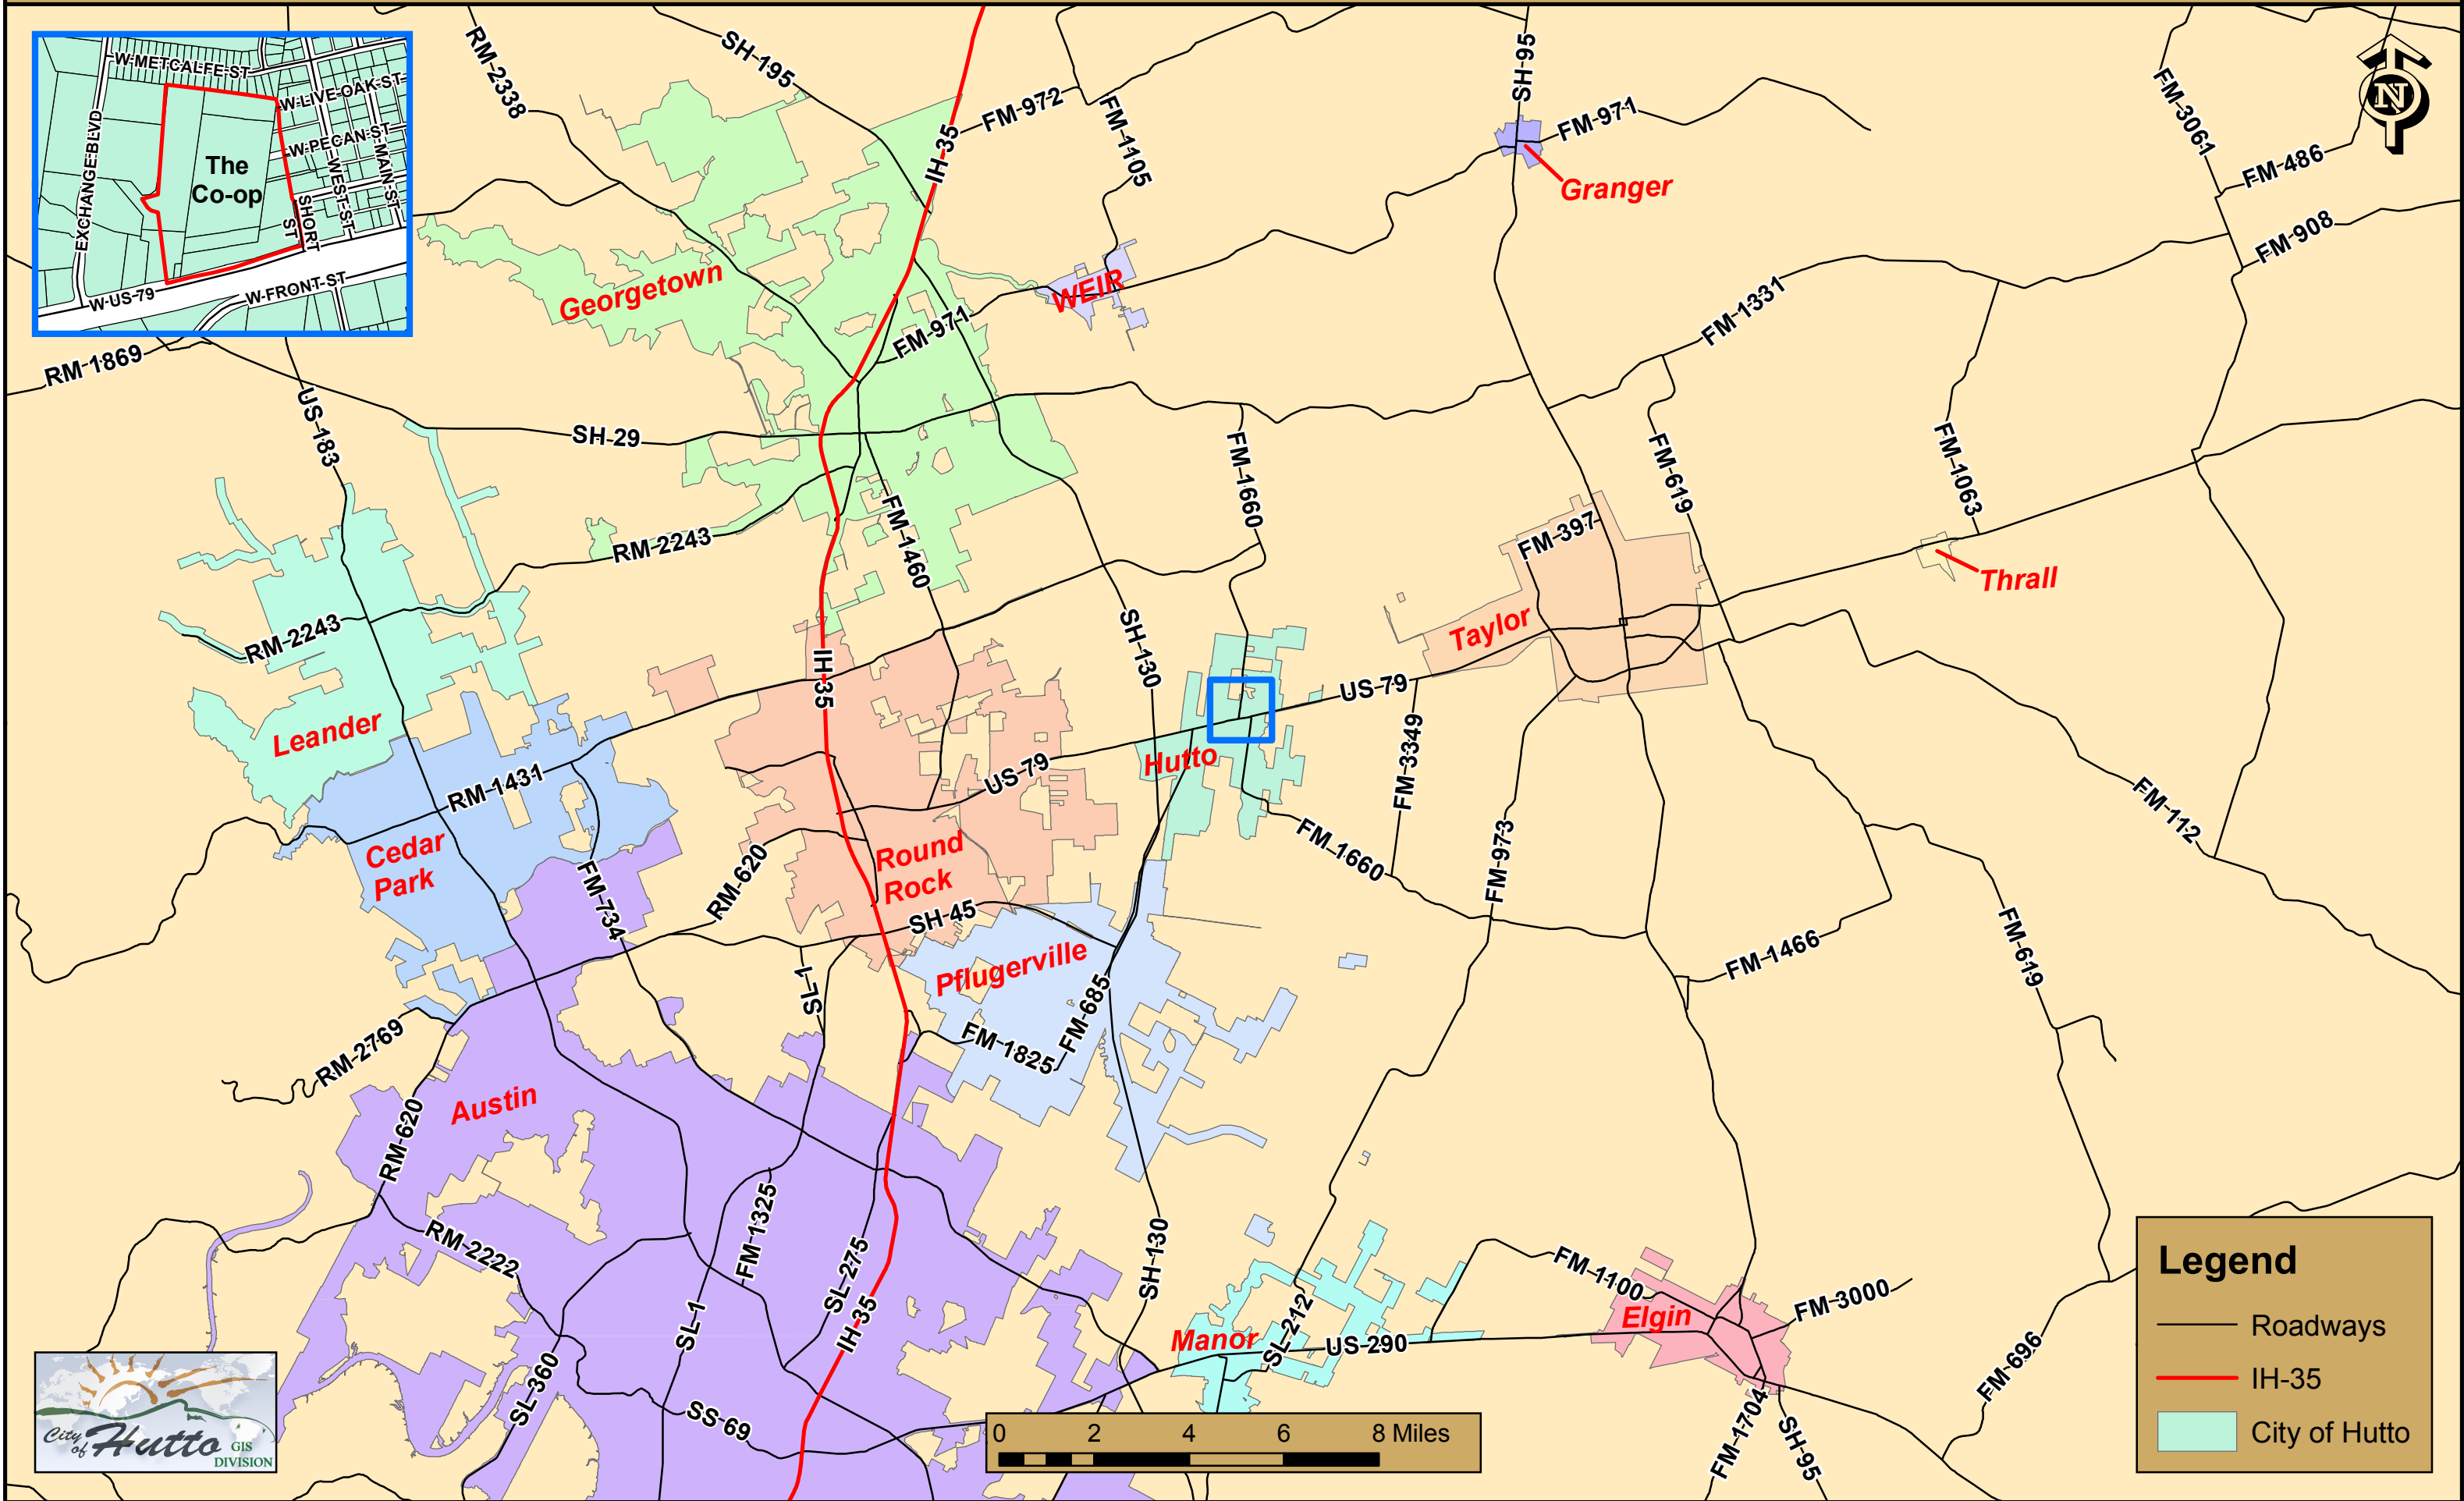 W METCALFE ST
W LIVE OAK ST
W PECAN ST
EXCHANGE BLVD
The
Co-op
WEST ST
MAIN ST
SHORT
ST
W US 79
W FRONT ST
RM 2338
SH 195
IH 35
FM 972
FM 1105
SH 95
FM 971
Granger
FM 3061
FM 486
FM 908
N
Georgetown
WEIR
FM 971
FM 1331
RM 1869
US 183
SH 29
FM 1660
FM 619
FM 1063
RM 2243
FM 1460
FM 397
Thrall
RM 2243
SH 130
Taylor
IH 35
US 79
Leander
Hutto
FM 3349
RM 1431
US 79
FM 112
Cedar
Park
Round
Rock
RM 620
FM 1660
FM 973
FM 734
SH 45
FM 1466
FM 619
Pflugerville
SL 1
FM 685
RM 2769
FM 1825
Austin
RM 620
RM 2222
FM 1325
SL 275
SH 130
FM 1100
FM 3000
Elgin
SL 1
IH 35
Manor
SL 212
US 290
FM 696
SL 360
SS 69
FM 1704
SH 95
0 2 4 6 8 Miles
Legend
Roadways
IH-35
City of Hutto
City
of Hutto GIS
DIVISION